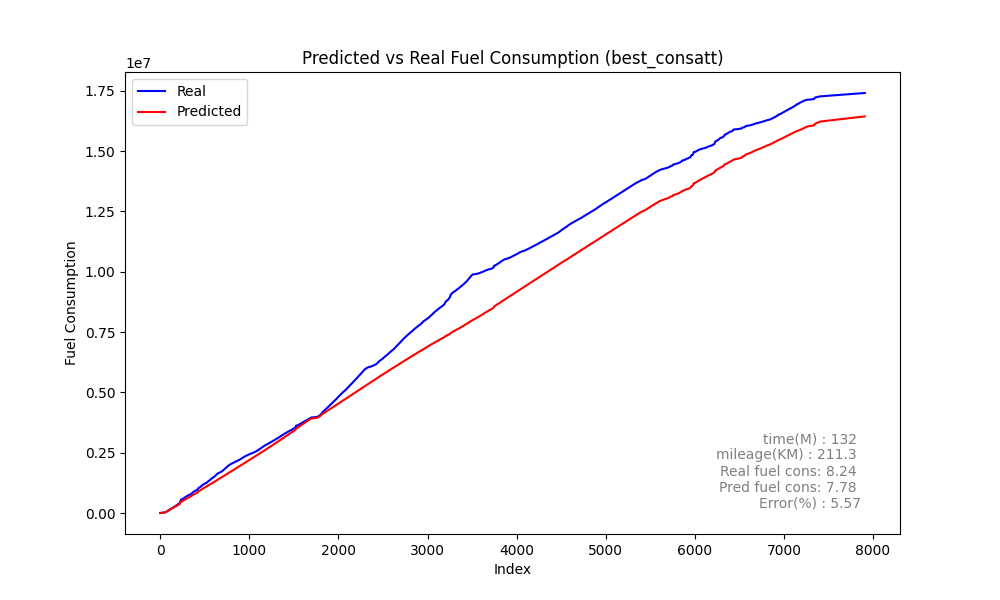 Predicted vs Real Fuel Consumption (best_consatt)
1e7
Real
Predicted
1.75
1.50
1.25
1.00
0.75
0.50
0.25
0.00
Fuel Consumption
time(M) : 132
mileage(KM) : 211.3
Real fuel cons: 8.24
Pred fuel cons: 7.78
Error(%) : 5.57
0 1000 2000 3000 4000 5000 6000 7000 8000
Index